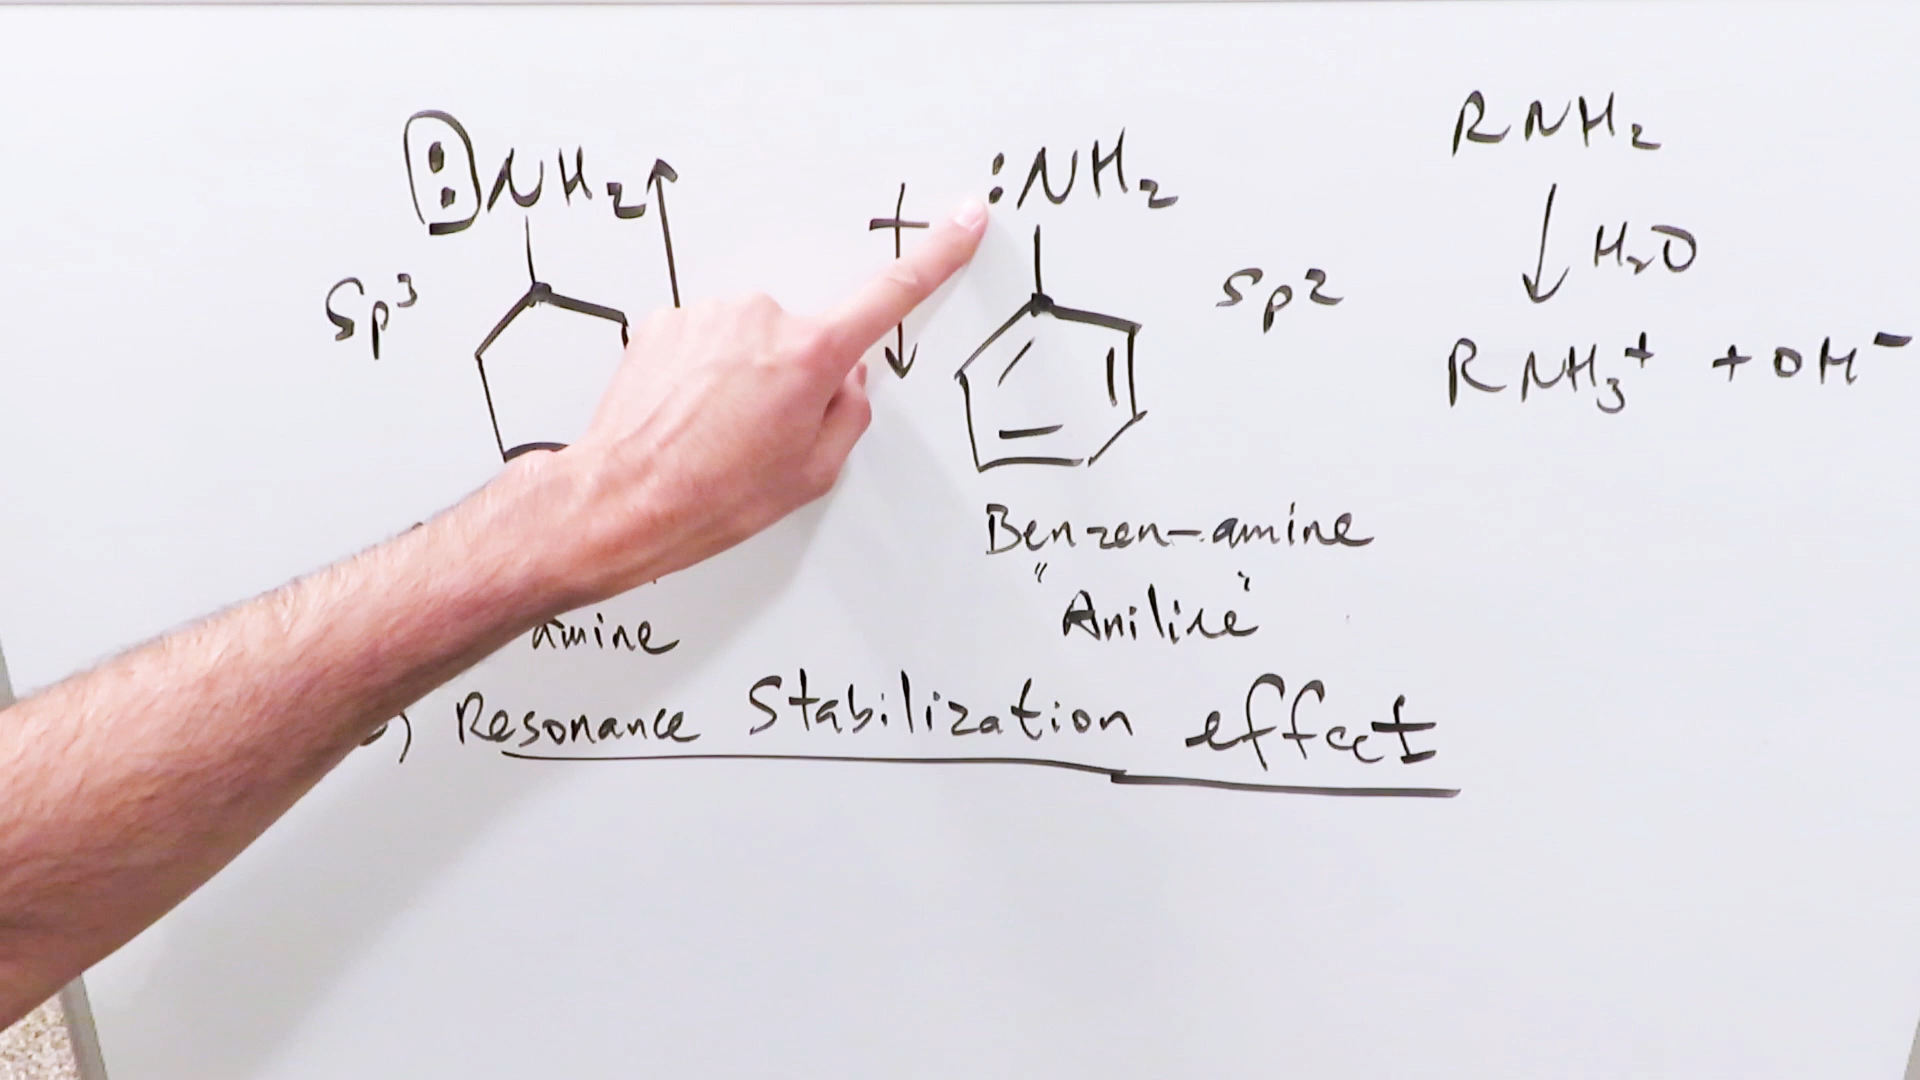 :NH2
:NH2
RNH2
H2O
Sp3
Sp2
RNH3+ + OH-
Benzen-amine
"Aniline"
amine
Resonance Stabilization effect